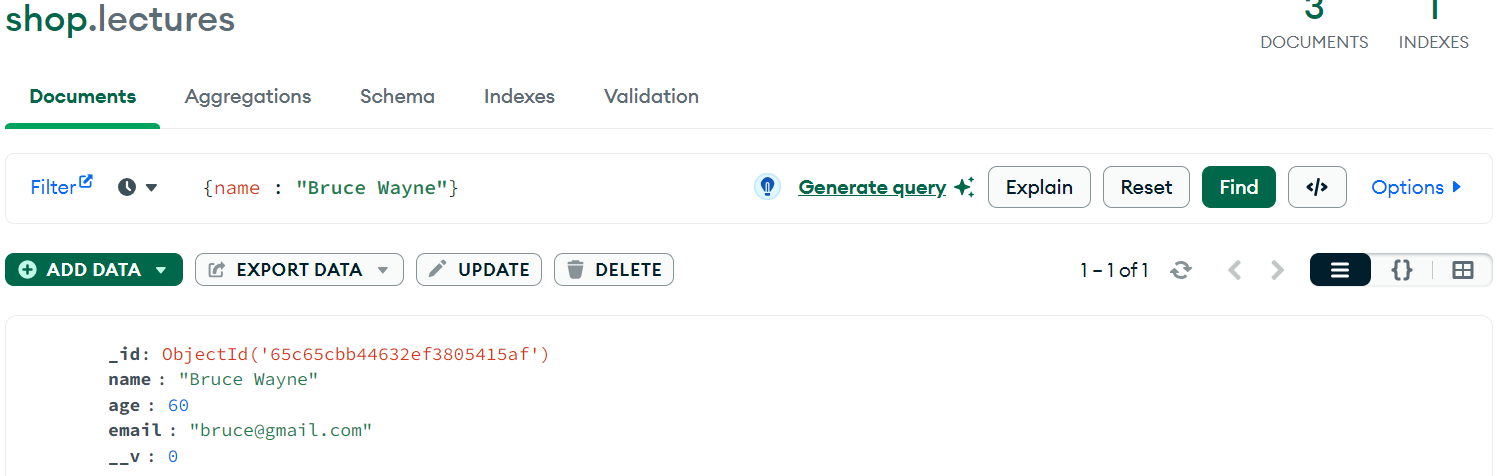 shop.lectures
3
DOCUMENTS
1
INDEXES
Documents Aggregations Schema Indexes Validation
Filter {name : "Bruce Wayne"} Generate query Explain Reset Find </> Options
ADD DATA EXPORT DATA UPDATE DELETE 1 – 1 of 1 {}
_id: ObjectId('65c65cbb44632ef3805415af')
name : "Bruce Wayne"
age : 60
email : "bruce@gmail.com"
__v : 0